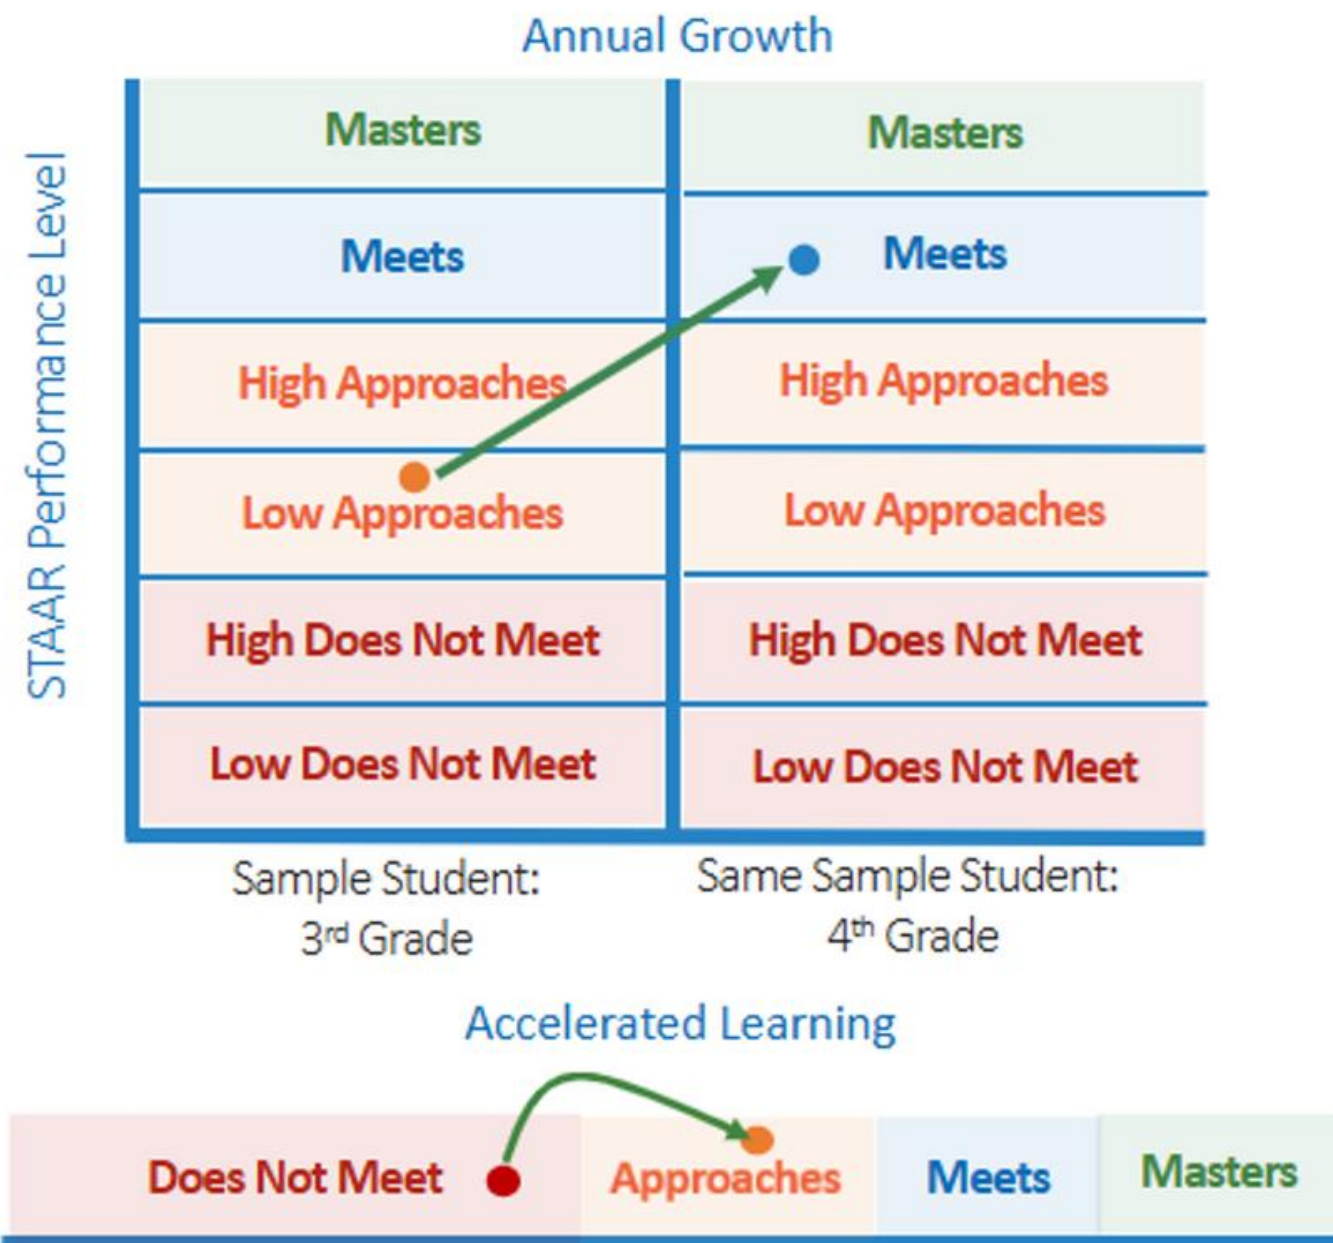 Annual Growth
STAAR Performance Level
Masters
Masters
Meets
Meets
High Approaches
High Approaches
Low Approaches
Low Approaches
High Does Not Meet
High Does Not Meet
Low Does Not Meet
Low Does Not Meet
Sample Student:
3rd Grade
Same Sample Student:
4th Grade
Accelerated Learning
Does Not Meet
Approaches
Meets
Masters